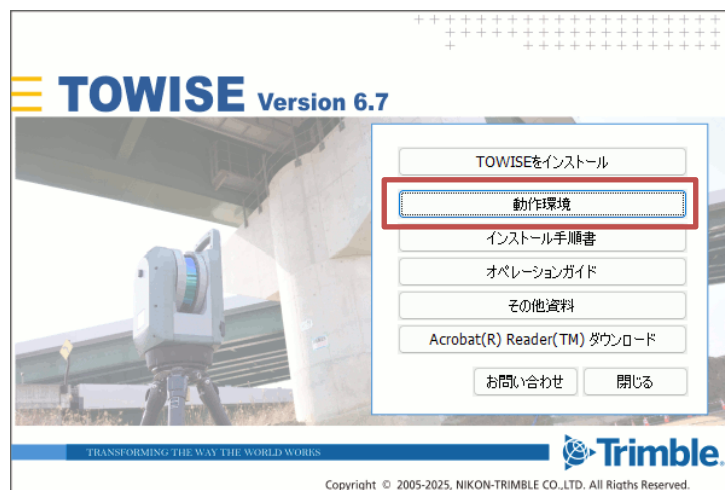 TOWISE Version 6.7
TOWISEをインストール
動作環境
インストール手順書
オペレーションガイド
その他資料
Acrobat(R) Reader(TM) ダウンロード
お問い合わせ 閉じる
TRANSFORMING THE WAY THE WORLD WORKS
Trimble.
Copyright © 2005-2025, NIKON-TRIMBLE CO.,LTD. All Rigths Reserved.